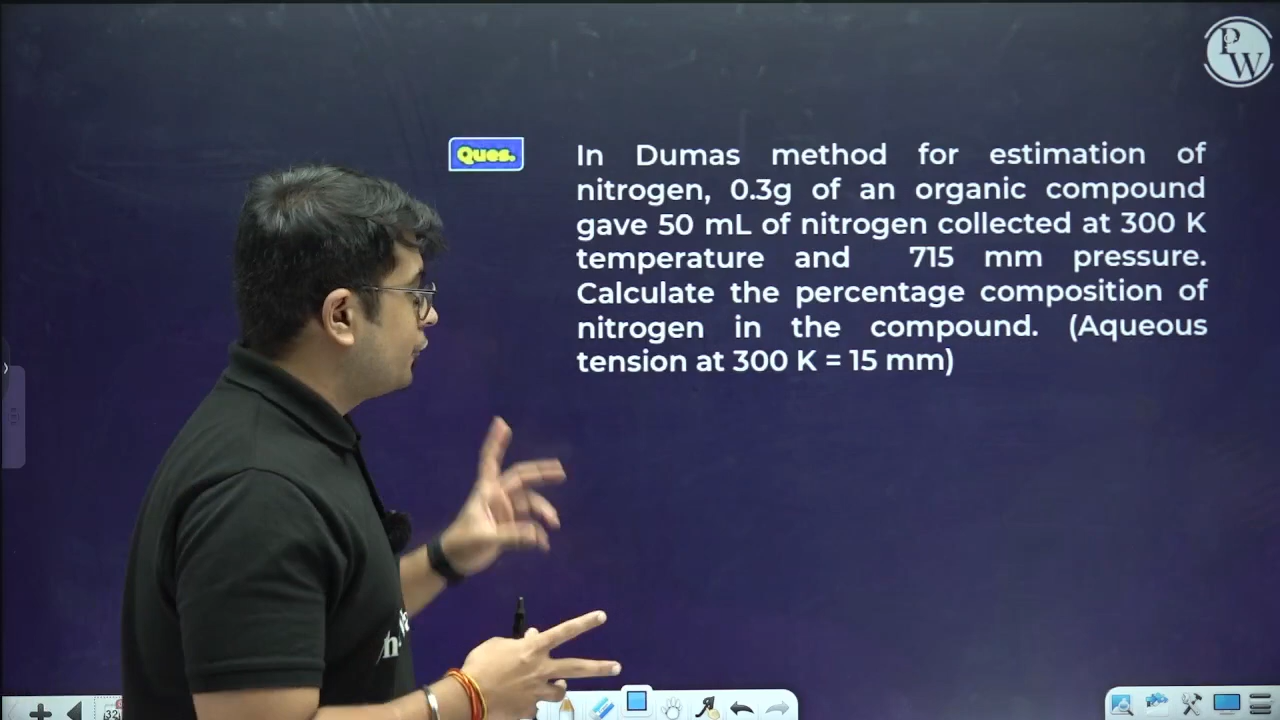 PW
Ques.
In Dumas method for estimation of
nitrogen, 0.3g of an organic compound
gave 50 mL of nitrogen collected at 300 K
temperature and 715 mm pressure.
Calculate the percentage composition of
nitrogen in the compound. (Aqueous
tension at 300 K = 15 mm)
32